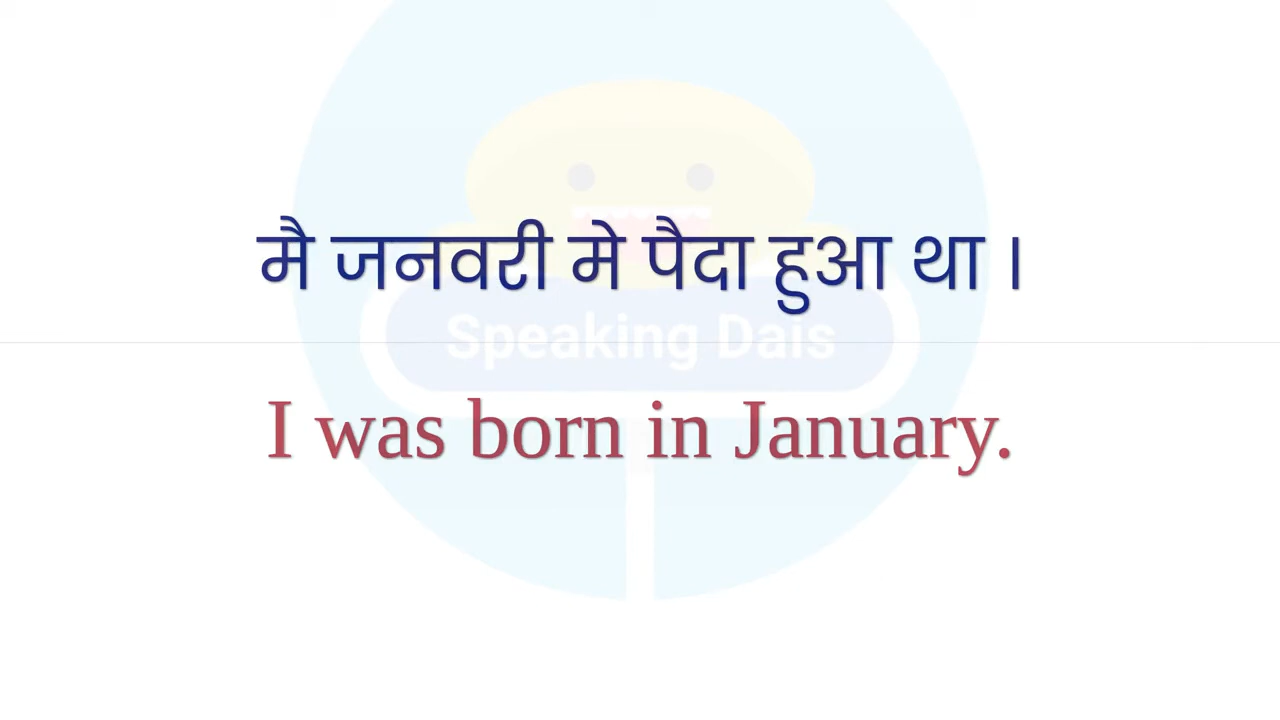 मै जनवरी मे पैदा हुआ था ।
Speaking Dais
I was born in January.